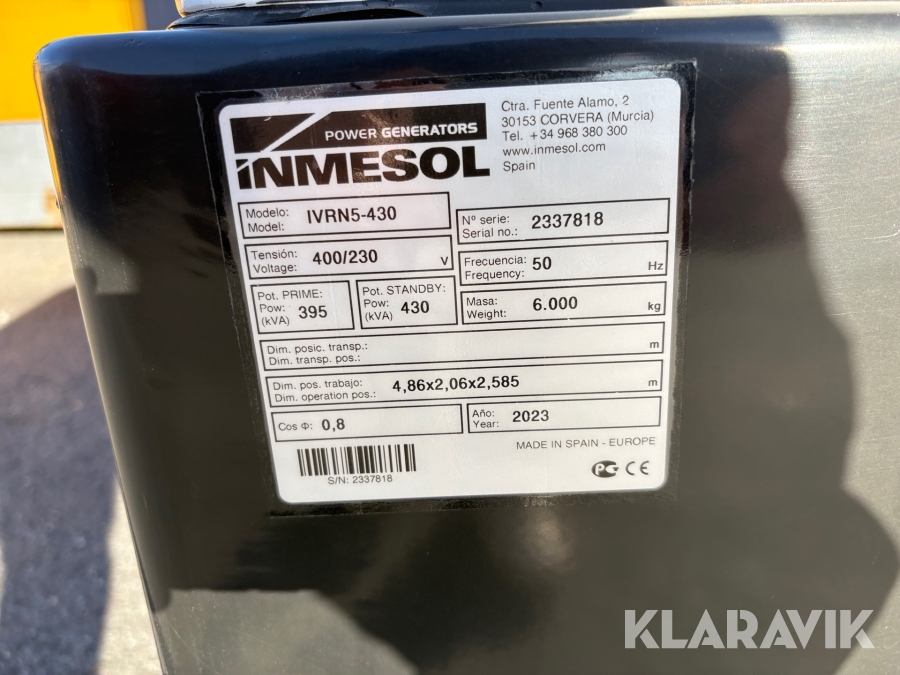 POWER GENERATORS
INMESOL
Ctra. Fuente Alamo, 2
30153 CORVERA (Murcia)
Tel. +34 968 380 300
www.inmesol.com
Spain
Modelo:
Model:
IVRN5-430
Nº serie:
Serial no.:
2337818
Tensión:
Voltage:
400/230
V
Frecuencia:
Frequency:
50
Hz
Pot. PRIME:
Pow:
(kVA)
395
Pot. STANDBY:
Pow:
(kVA)
430
Masa:
Weight:
6.000
kg
Dim. posic. transp.:
Dim. transp. pos.:
m
Dim. pos. trabajo:
Dim. operation pos.:
4,86x2,06x2,585
m
Cos Φ: 0,8
Año:
Year:
2023
MADE IN SPAIN - EUROPE
S/N: 2337818
CE
KLARAVIK